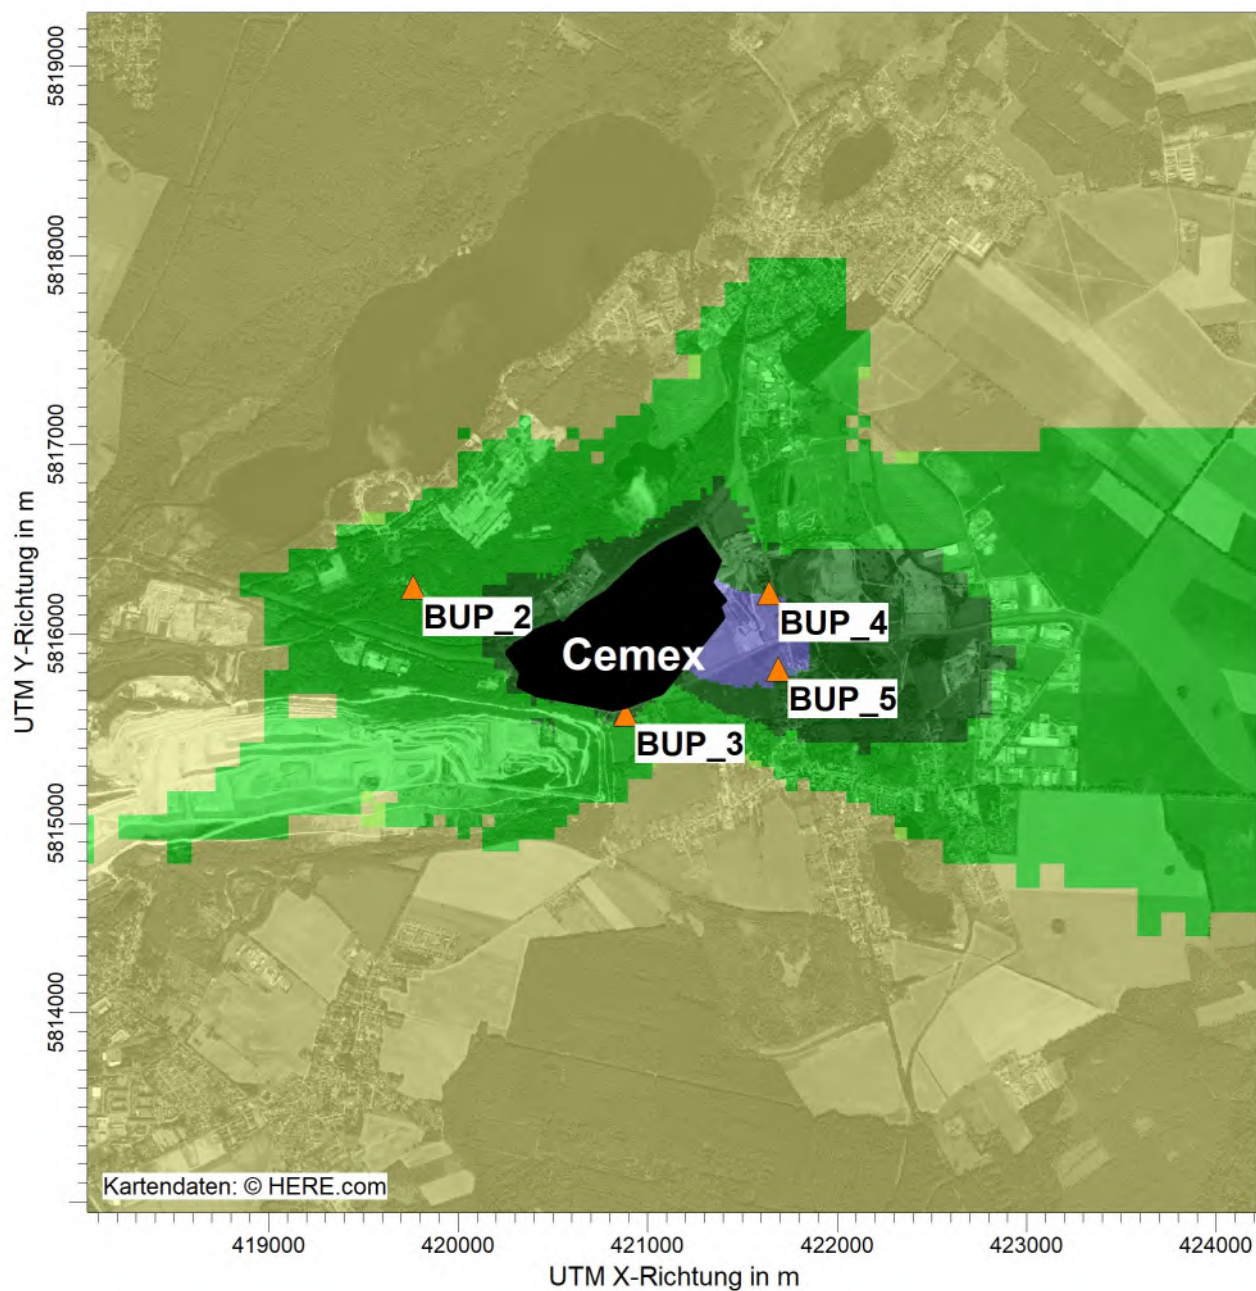 5819000
5818000
5817000
5816000
5815000
5814000
UTM Y-Richtung in m
BUP_2
BUP_4
Cemex
BUP_5
BUP_3
Kartendaten: © HERE.com
419000 420000 421000 422000 423000 424000
UTM X-Richtung in m